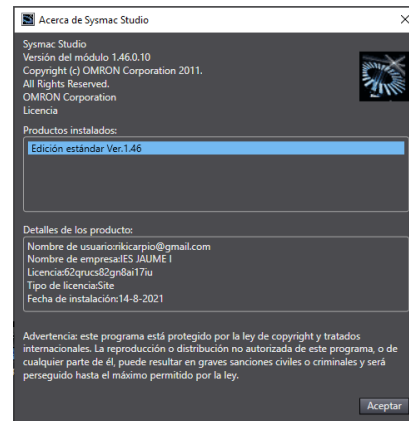 Acerca de Sysmac Studio
Sysmac Studio
Versión del módulo 1.46.0.10
Copyright (c) OMRON Corporation 2011.
All Rights Reserved.
OMRON Corporation
Licencia
Productos instalados:
Edición estándar Ver.1.46
Detalles de los producto:
Nombre de usuario:rikicarpio@gmail.com
Nombre de empresa:IES JAUME I
Licencia:62qrucs82gn8ai17iu
Tipo de licencia:Site
Fecha de instalación:14-8-2021
Advertencia: este programa está protegido por la ley de copyright y tratados
internacionales. La reproducción o distribución no autorizada de este programa, o de
cualquier parte de él, puede resultar en graves sanciones civiles o criminales y será
perseguido hasta el máximo permitido por la ley.
Aceptar